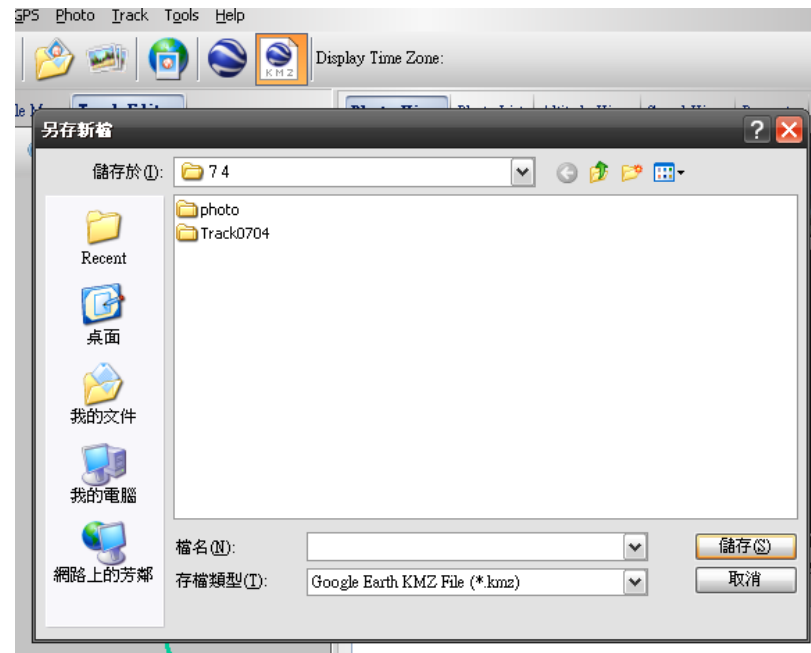 GPS Photo Track Tools Help
KMZ
Display Time Zone:
另存新檔
儲存於(I):
7 4
photo
Track0704
Recent
桌面
我的文件
我的電腦
網路上的芳鄰
檔名(N):
儲存(S)
存檔類型(T):
Google Earth KMZ File (*.kmz)
取消